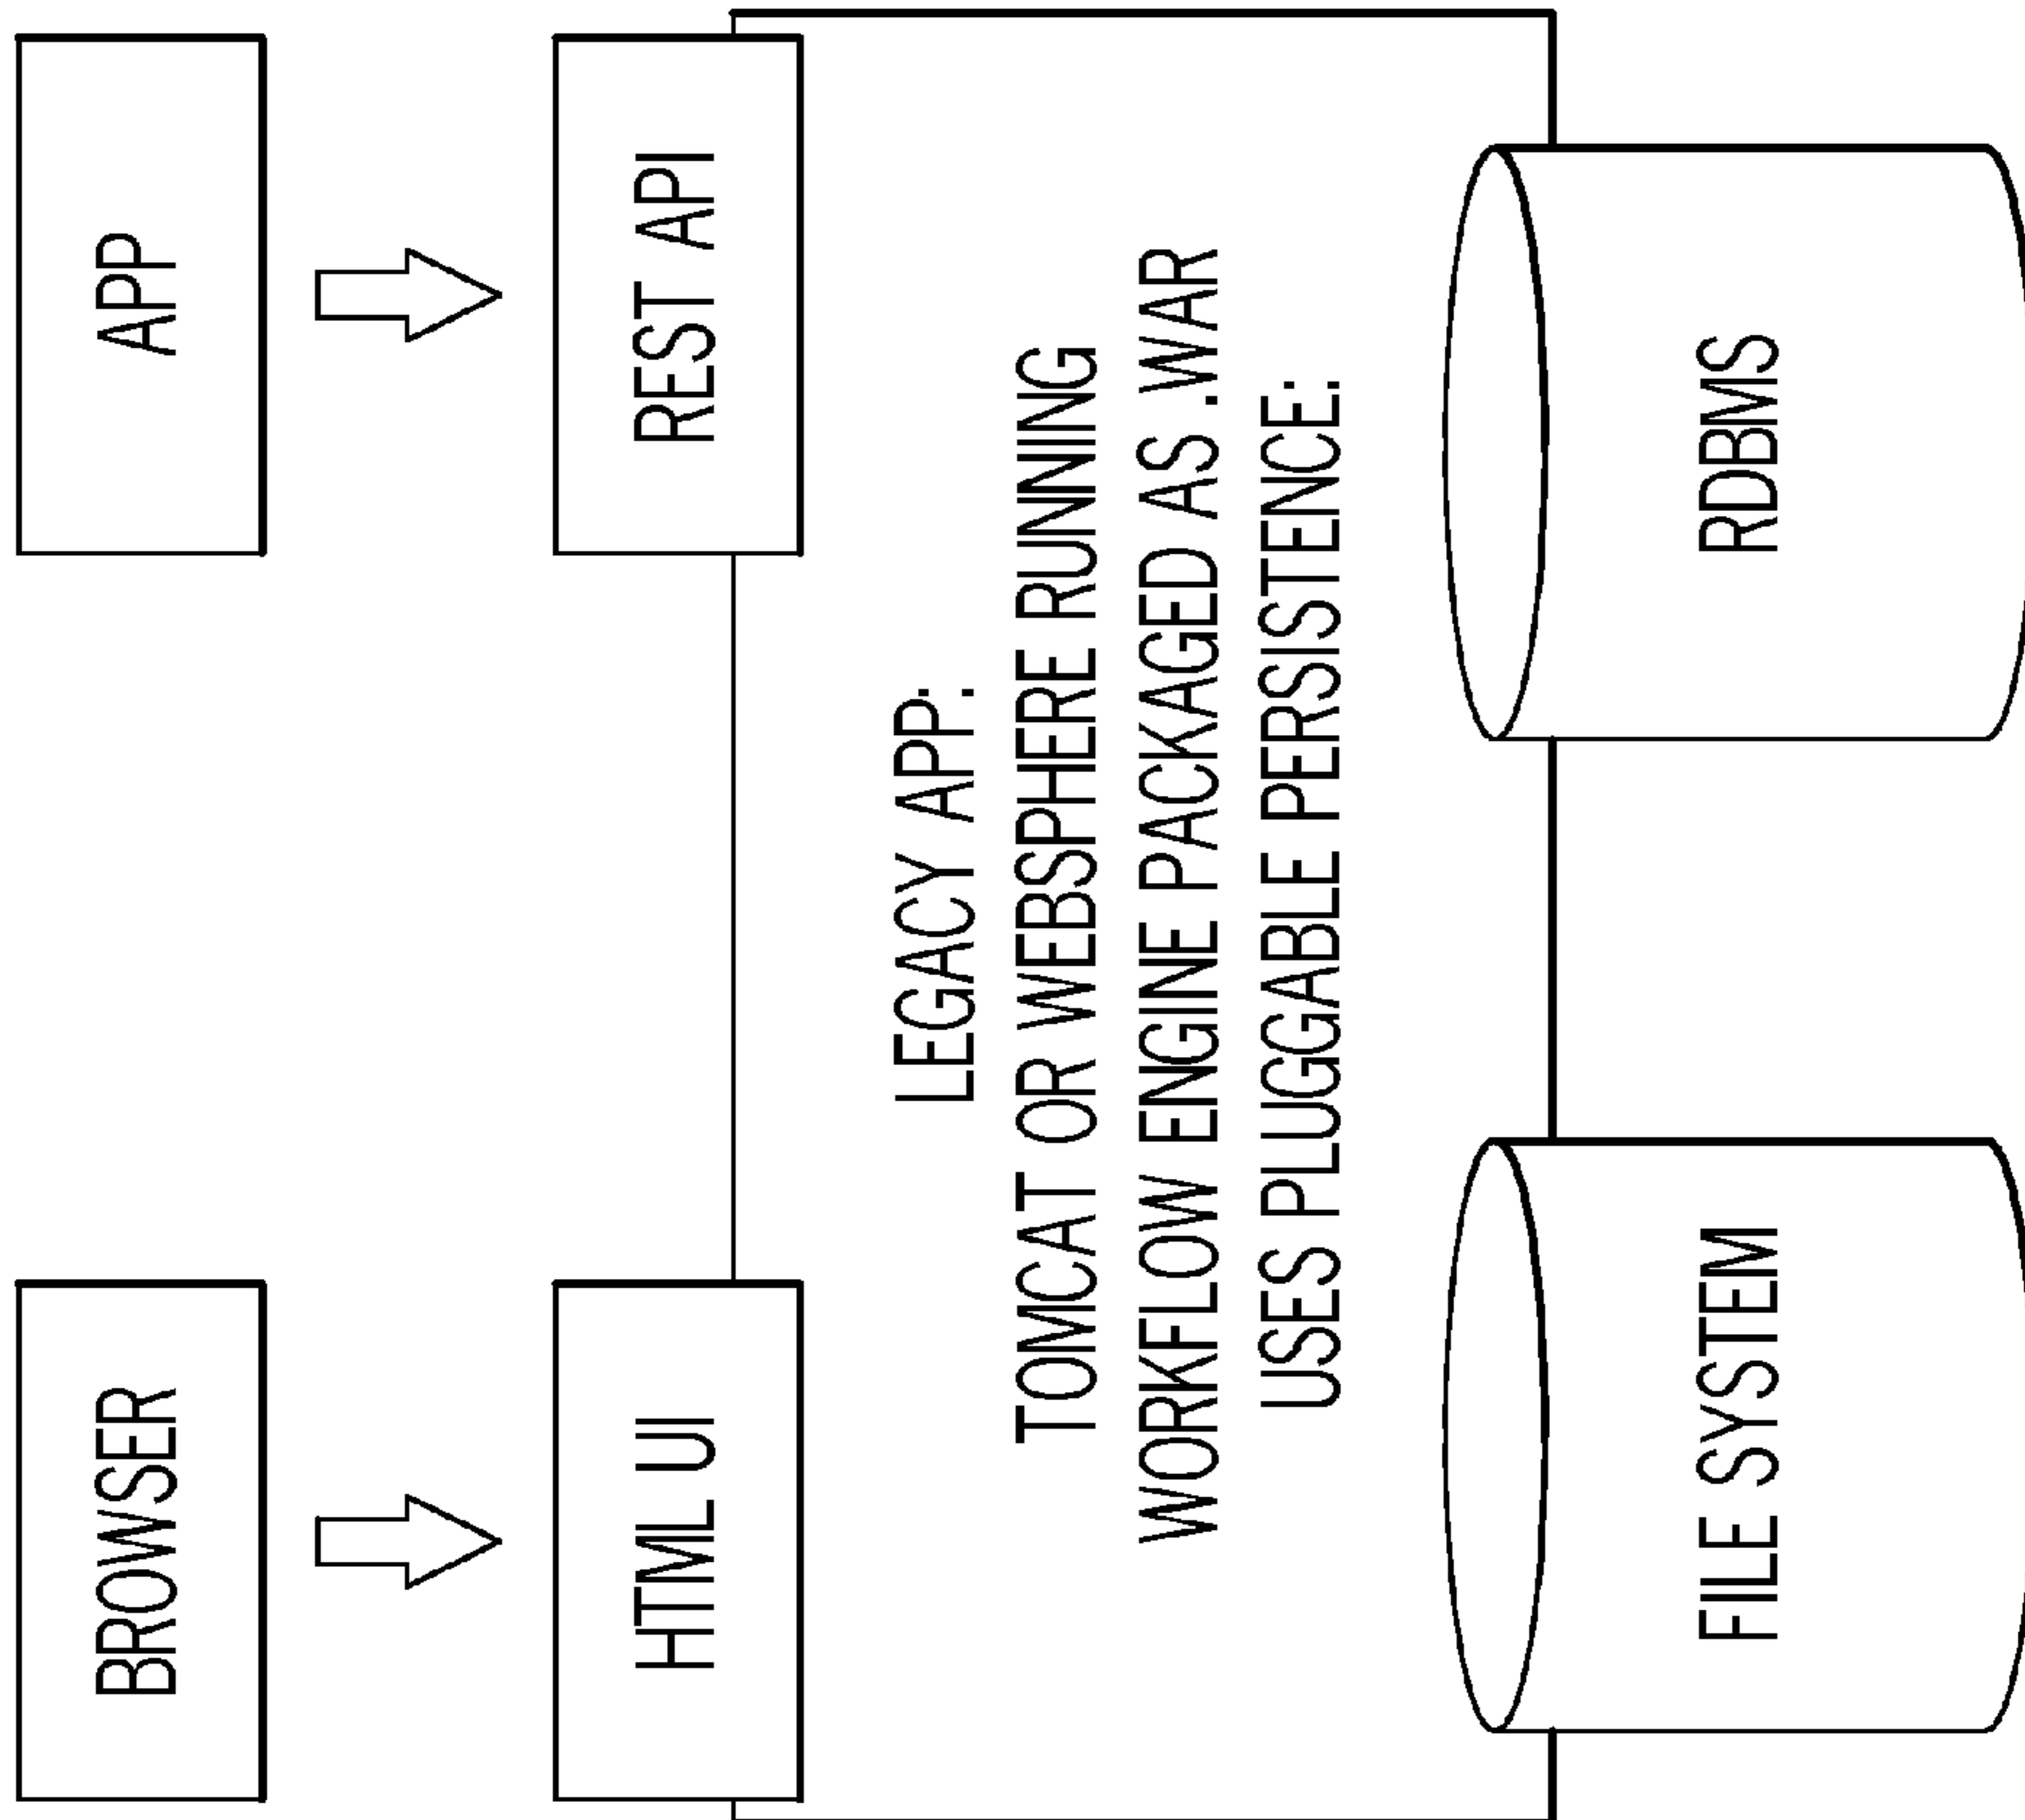 BROWSER
APP
HTML UI
REST API
LEGACY APP:
TOMCAT OR WEBSPHERE RUNNING
WORKFLOW ENGINE PACKAGED AS .WAR
USES PLUGGABLE PERSISTENCE:
FILE SYSTEM
RDBMS